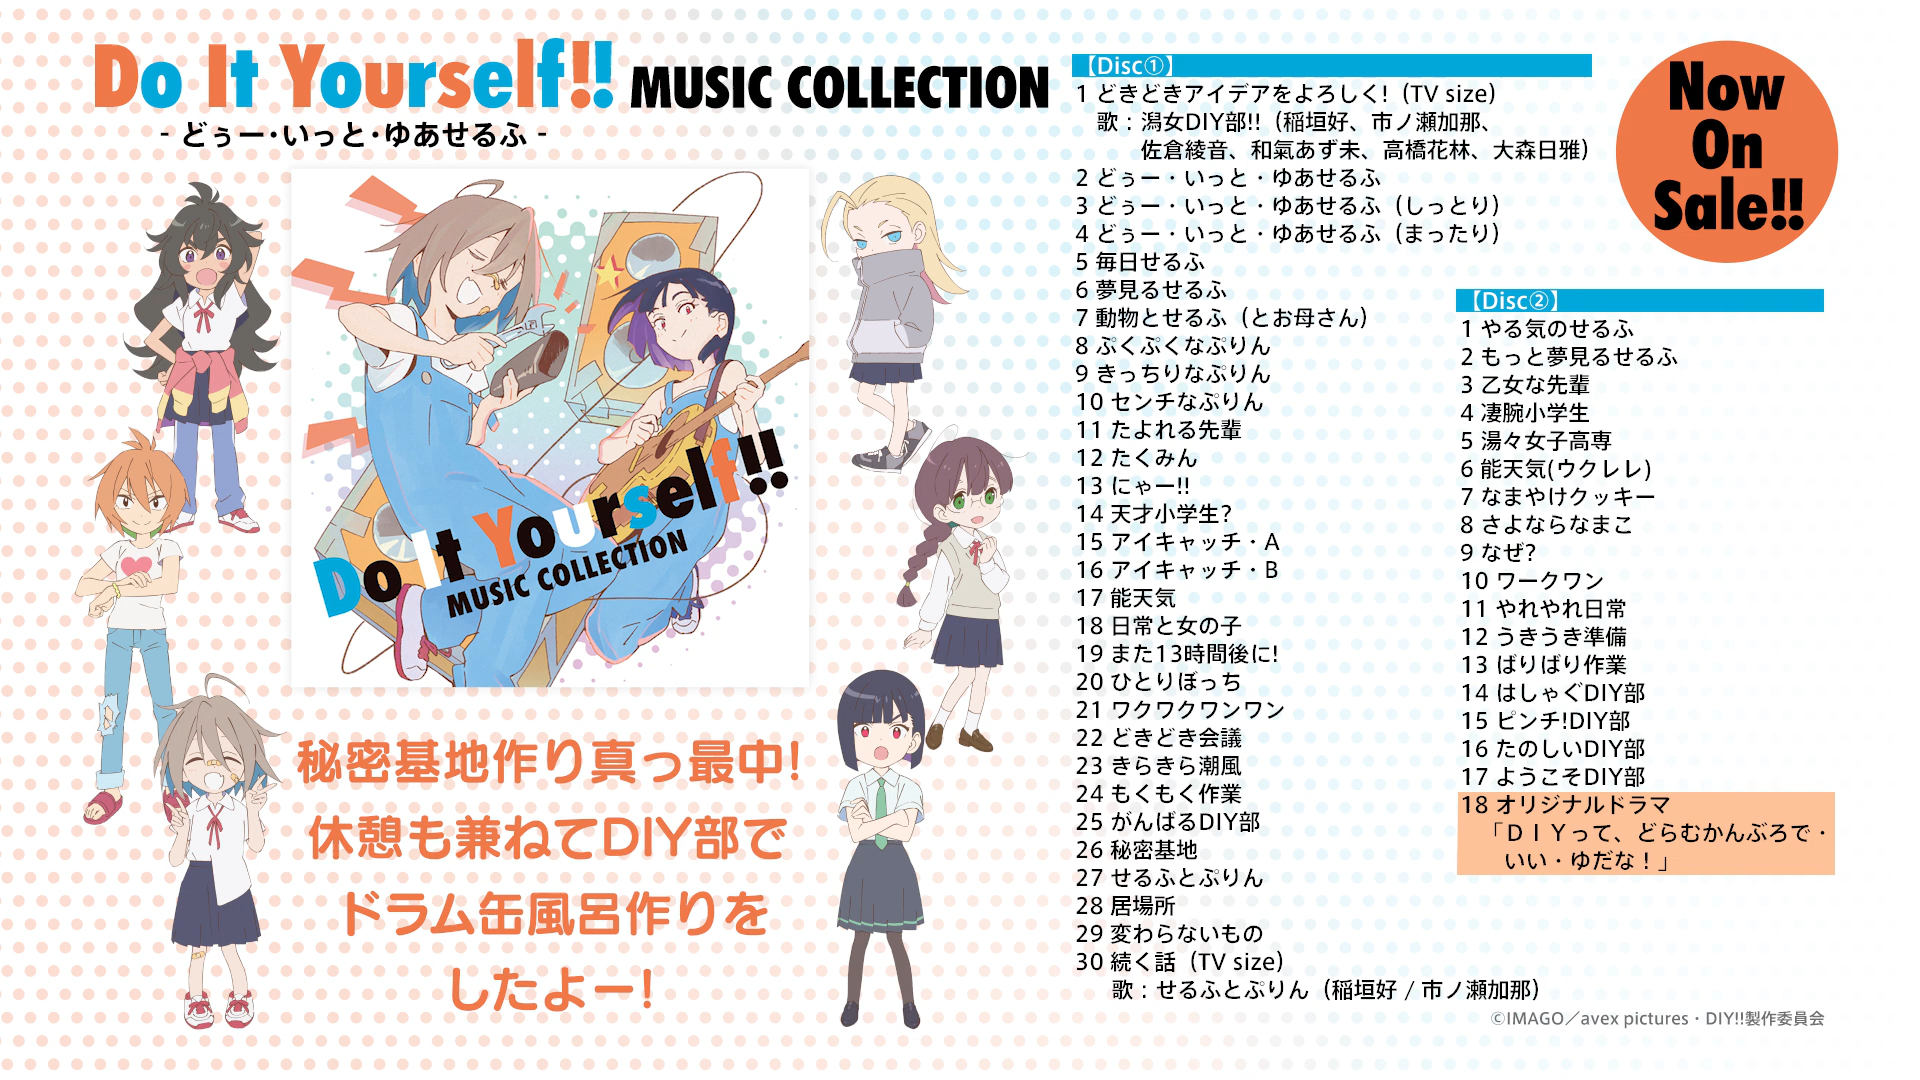 Do It Yourself!! MUSIC COLLECTION
- どぅー・いっと・ゆあせるふ -
Do It Yourself!!
MUSIC COLLECTION
秘密基地作り真っ最中!
休憩も兼ねてDIY部で
ドラム缶風呂作りを
したよー!
【Disc①】
1 どきどきアイデアをよろしく!（TV size）
歌：潟女DIY部!!（稲垣好、市ノ瀬加那、
佐倉綾音、和氣あず未、高橋花林、大森日雅）
2 どぅー・いっと・ゆあせるふ
3 どぅー・いっと・ゆあせるふ（しっとり）
4 どぅー・いっと・ゆあせるふ（まったり）
5 毎日せるふ
6 夢見るせるふ
7 動物とせるふ（とお母さん）
8 ぷくぷくなぷりん
9 きっちりなぷりん
10 センチなぷりん
11 たよれる先輩
12 たくみん
13 にゃー!!
14 天才小学生?
15 アイキャッチ・A
16 アイキャッチ・B
17 能天気
18 日常と女の子
19 また13時間後に!
20 ひとりぼっち
21 ワクワクワンワン
22 どきどき会議
23 きらきら潮風
24 もくもく作業
25 がんばるDIY部
26 秘密基地
27 せるふとぷりん
28 居場所
29 変わらないもの
30 続く話（TV size）
歌：せるふとぷりん（稲垣好 / 市ノ瀬加那）
Now
On
Sale!!
【Disc②】
1 やる気のせるふ
2 もっと夢見るせるふ
3 乙女な先輩
4 凄腕小学生
5 湯々女子高専
6 能天気(ウクレレ)
7 なまやけクッキー
8 さよならなまこ
9 なぜ?
10 ワークワン
11 やれやれ日常
12 うきうき準備
13 ばりばり作業
14 はしゃぐDIY部
15 ピンチ!DIY部
16 たのしいDIY部
17 ようこそDIY部
18 オリジナルドラマ
「ＤＩＹって、どらむかんぶろで・
いい・ゆだな！」
©IMAGO／avex pictures・DIY!!製作委員会